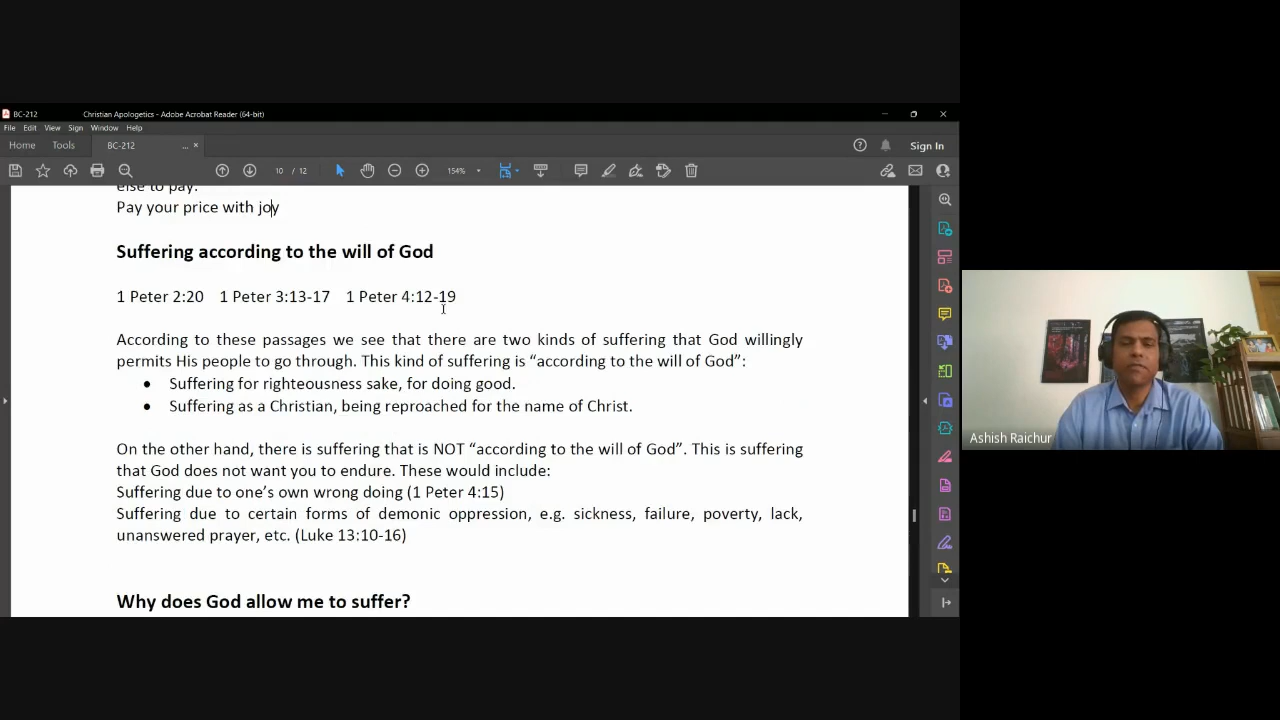 BC-212 Christian Apologetics - Adobe Acrobat Reader (64-bit)
File Edit View Sign Window Help
Home Tools BC-212 ... × Sign In
10 / 12 154%
else to pay.
Pay your price with joy
Suffering according to the will of God
1 Peter 2:20 1 Peter 3:13-17 1 Peter 4:12-19
According to these passages we see that there are two kinds of suffering that God willingly
permits His people to go through. This kind of suffering is “according to the will of God”:
• Suffering for righteousness sake, for doing good.
• Suffering as a Christian, being reproached for the name of Christ.
On the other hand, there is suffering that is NOT “according to the will of God”. This is suffering
that God does not want you to endure. These would include:
Suffering due to one’s own wrong doing (1 Peter 4:15)
Suffering due to certain forms of demonic oppression, e.g. sickness, failure, poverty, lack,
unanswered prayer, etc. (Luke 13:10-16)
Why does God allow me to suffer?
Ashish Raichur